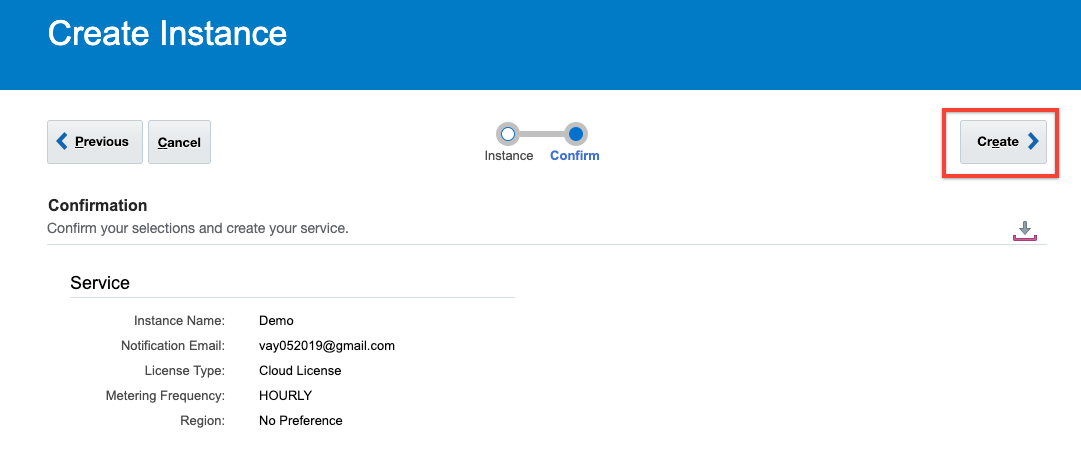 Create Instance
Previous
Cancel
Instance
Confirm
Create
Confirmation
Confirm your selections and create your service.
Service
Instance Name: Demo
Notification Email: vay052019@gmail.com
License Type: Cloud License
Metering Frequency: HOURLY
Region: No Preference